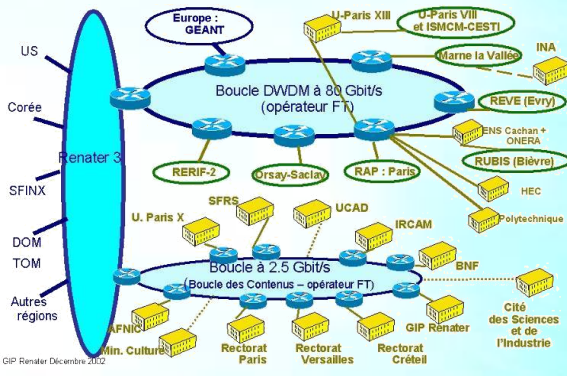 Europe :
GEANT
U-Paris XIII
U-Paris VIII
et ISMCM-CESTI
US
Marne la Vallée
INA
Boucle DWDM à 80 Gbit/s
(opérateur FT)
REVE (Evry)
Corée
ENS Cachan +
ONERA
Renater 3
RERIF-2
Orsay-Saclay
RAP : Paris
RUBIS (Bièvre)
SFINX
HEC
U. Paris X
SFRS
UCAD
IRCAM
Polytechnique
DOM
TOM
Boucle à 2.5 Gbit/s
(Boucle des Contenus – opérateur FT)
BNF
Autres
régions
AFNIC
Min. Culture
Rectorat
Paris
Rectorat
Versailles
Rectorat
Créteil
GIP Renater
Cité
des Sciences
et de
l'Industrie
GIP Renater Décembre 2002